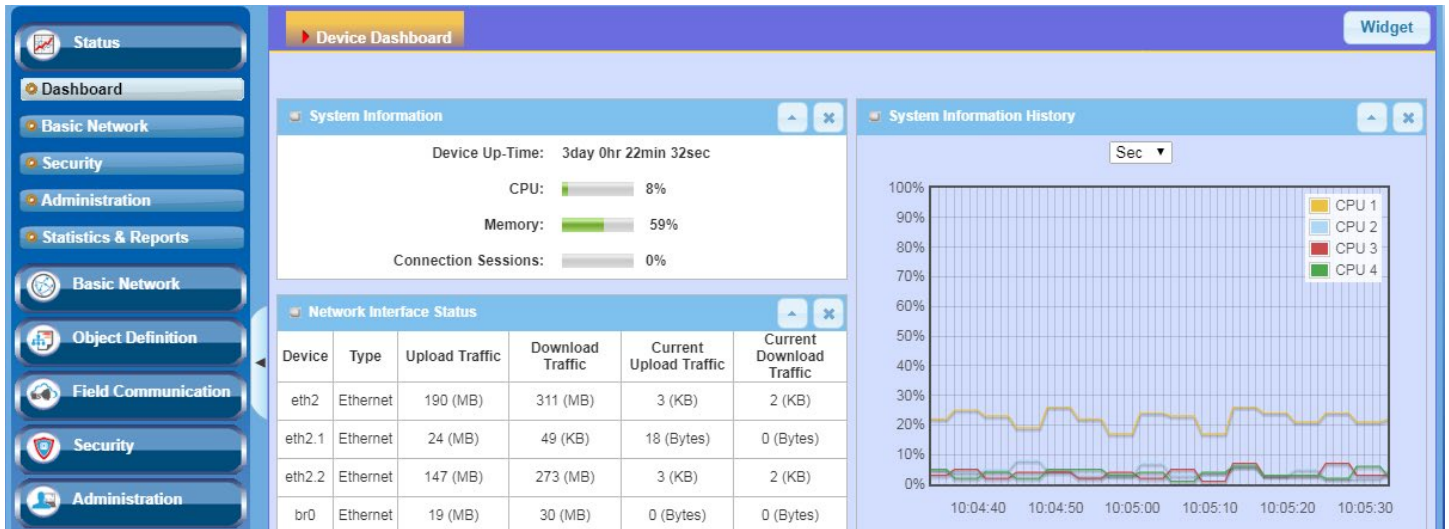 Status
Dashboard
Basic Network
Security
Administration
Statistics & Reports
Basic Network
Object Definition
Field Communication
Security
Administration
Device Dashboard
Widget
System Information
Device Up-Time: 3day 0hr 22min 32sec
CPU: 8%
Memory: 59%
Connection Sessions: 0%
Network Interface Status
Device Type Upload Traffic Download Traffic Current Upload Traffic Current Download Traffic
eth2 Ethernet 190 (MB) 311 (MB) 3 (KB) 2 (KB)
eth2.1 Ethernet 24 (MB) 49 (KB) 18 (Bytes) 0 (Bytes)
eth2.2 Ethernet 147 (MB) 273 (MB) 3 (KB) 2 (KB)
br0 Ethernet 19 (MB) 30 (MB) 0 (Bytes) 0 (Bytes)
System Information History
Sec
100%
90%
80%
70%
60%
50%
40%
30%
20%
10%
0%
CPU 1
CPU 2
CPU 3
CPU 4
10:04:40 10:04:50 10:05:00 10:05:10 10:05:20 10:05:30